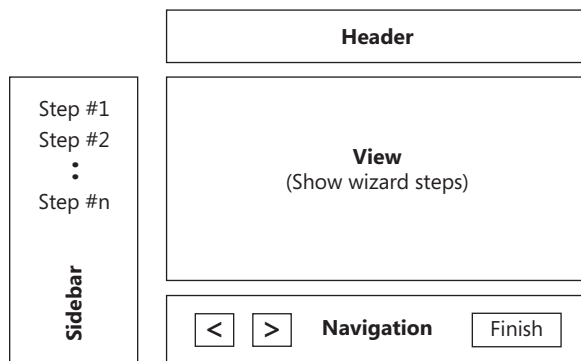 Header
Step #1
Step #2
:
Step #n
Sidebar
View
(Show wizard steps)
< > Navigation Finish